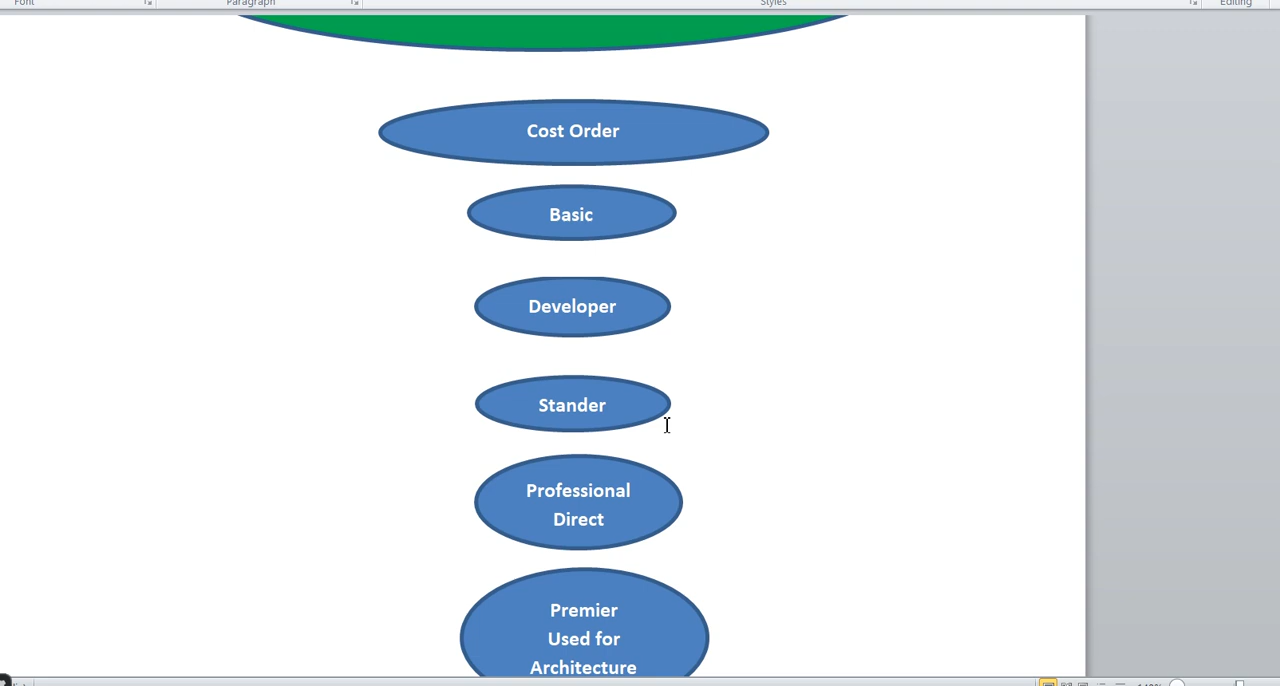 Font
Paragraph
Styles
Editing
Cost Order
Basic
Developer
Stander
Professional
Direct
Premier
Used for
Architecture